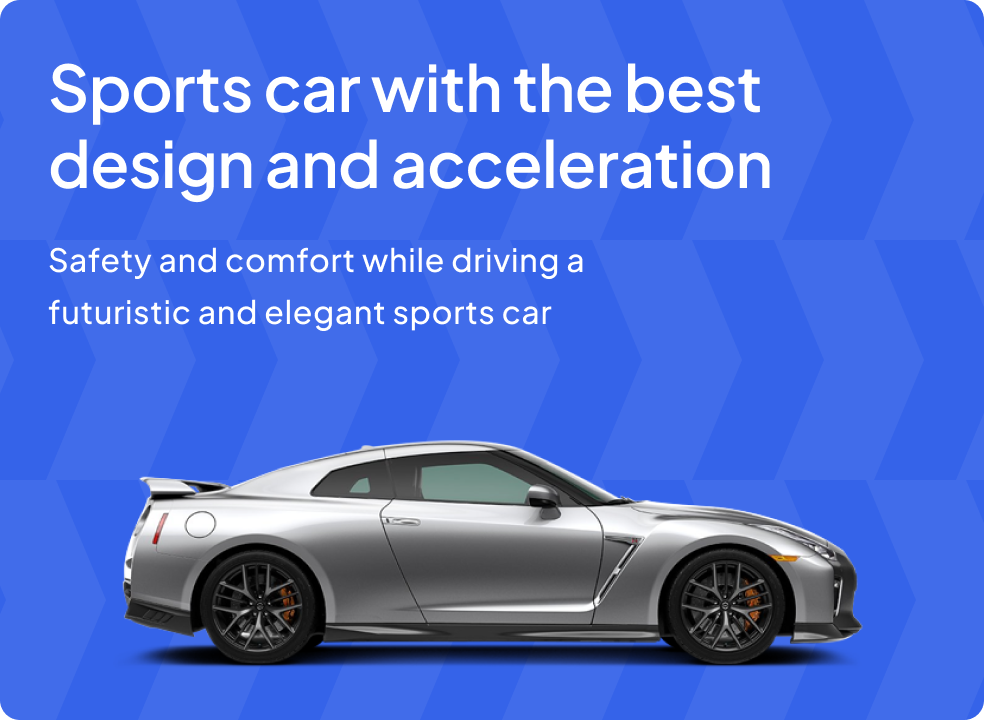 Sports car with the best
design and acceleration
Safety and comfort while driving a
futuristic and elegant sports car